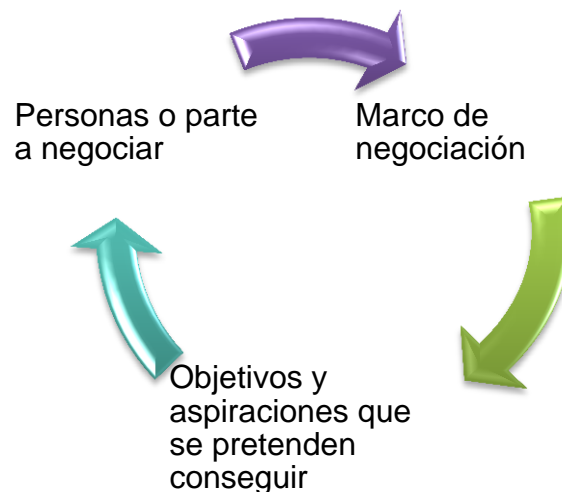 Personas o parte
a negociar
Marco de
negociación
Objetivos y
aspiraciones que
se pretenden
conseguir